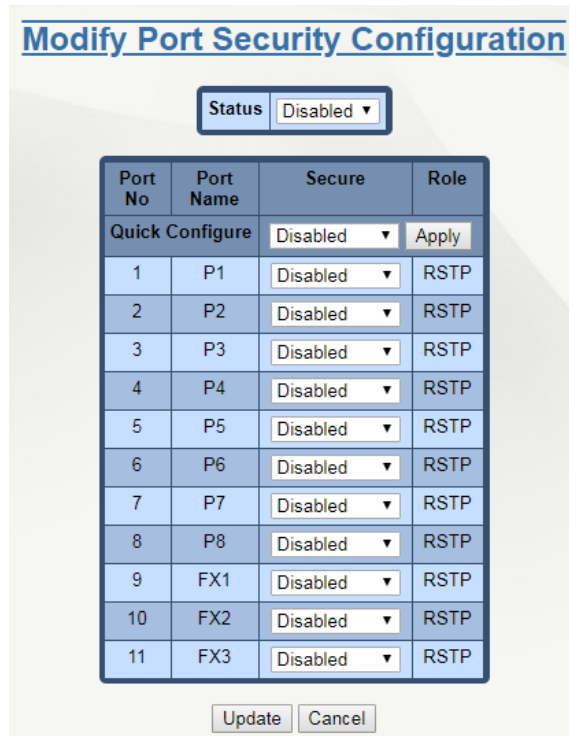 Modify Port Security Configuration
Status Disabled
Port No Port Name Secure Role
Quick Configure Disabled Apply
1 P1 Disabled RSTP
2 P2 Disabled RSTP
3 P3 Disabled RSTP
4 P4 Disabled RSTP
5 P5 Disabled RSTP
6 P6 Disabled RSTP
7 P7 Disabled RSTP
8 P8 Disabled RSTP
9 FX1 Disabled RSTP
10 FX2 Disabled RSTP
11 FX3 Disabled RSTP
Update Cancel